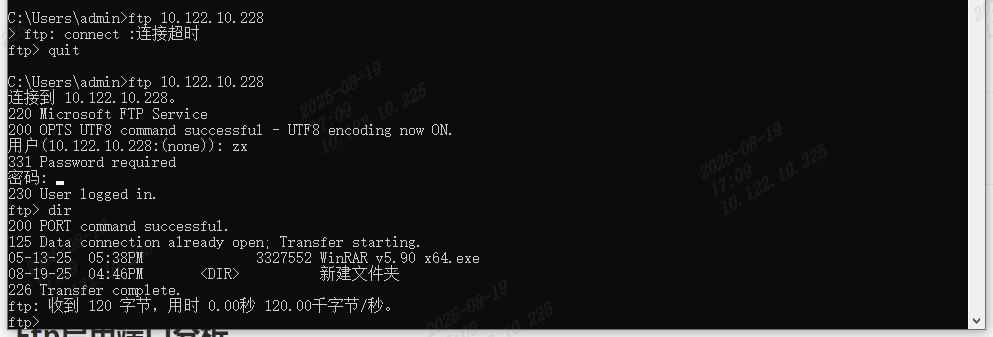 C:\Users\admin>ftp 10.122.10.228
> ftp: connect :连接超时
ftp> quit
C:\Users\admin>ftp 10.122.10.228
连接到 10.122.10.228。
220 Microsoft FTP Service
200 OPTS UTF8 command successful - UTF8 encoding now ON.
用户(10.122.10.228:(none)): zx
331 Password required
密码:
230 User logged in.
ftp> dir
200 PORT command successful.
125 Data connection already open; Transfer starting.
05-13-25  05:38PM              3327552 WinRAR v5.90 x64.exe
08-19-25  04:46PM       <DIR>          新建文件夹
226 Transfer complete.
ftp: 收到 120 字节，用时 0.00秒 120.00千字节/秒。
ftp>
2025-08-19
17:09
10.122.10.225
2025-08-19
17:09
10.122.10.225
2025-08-19